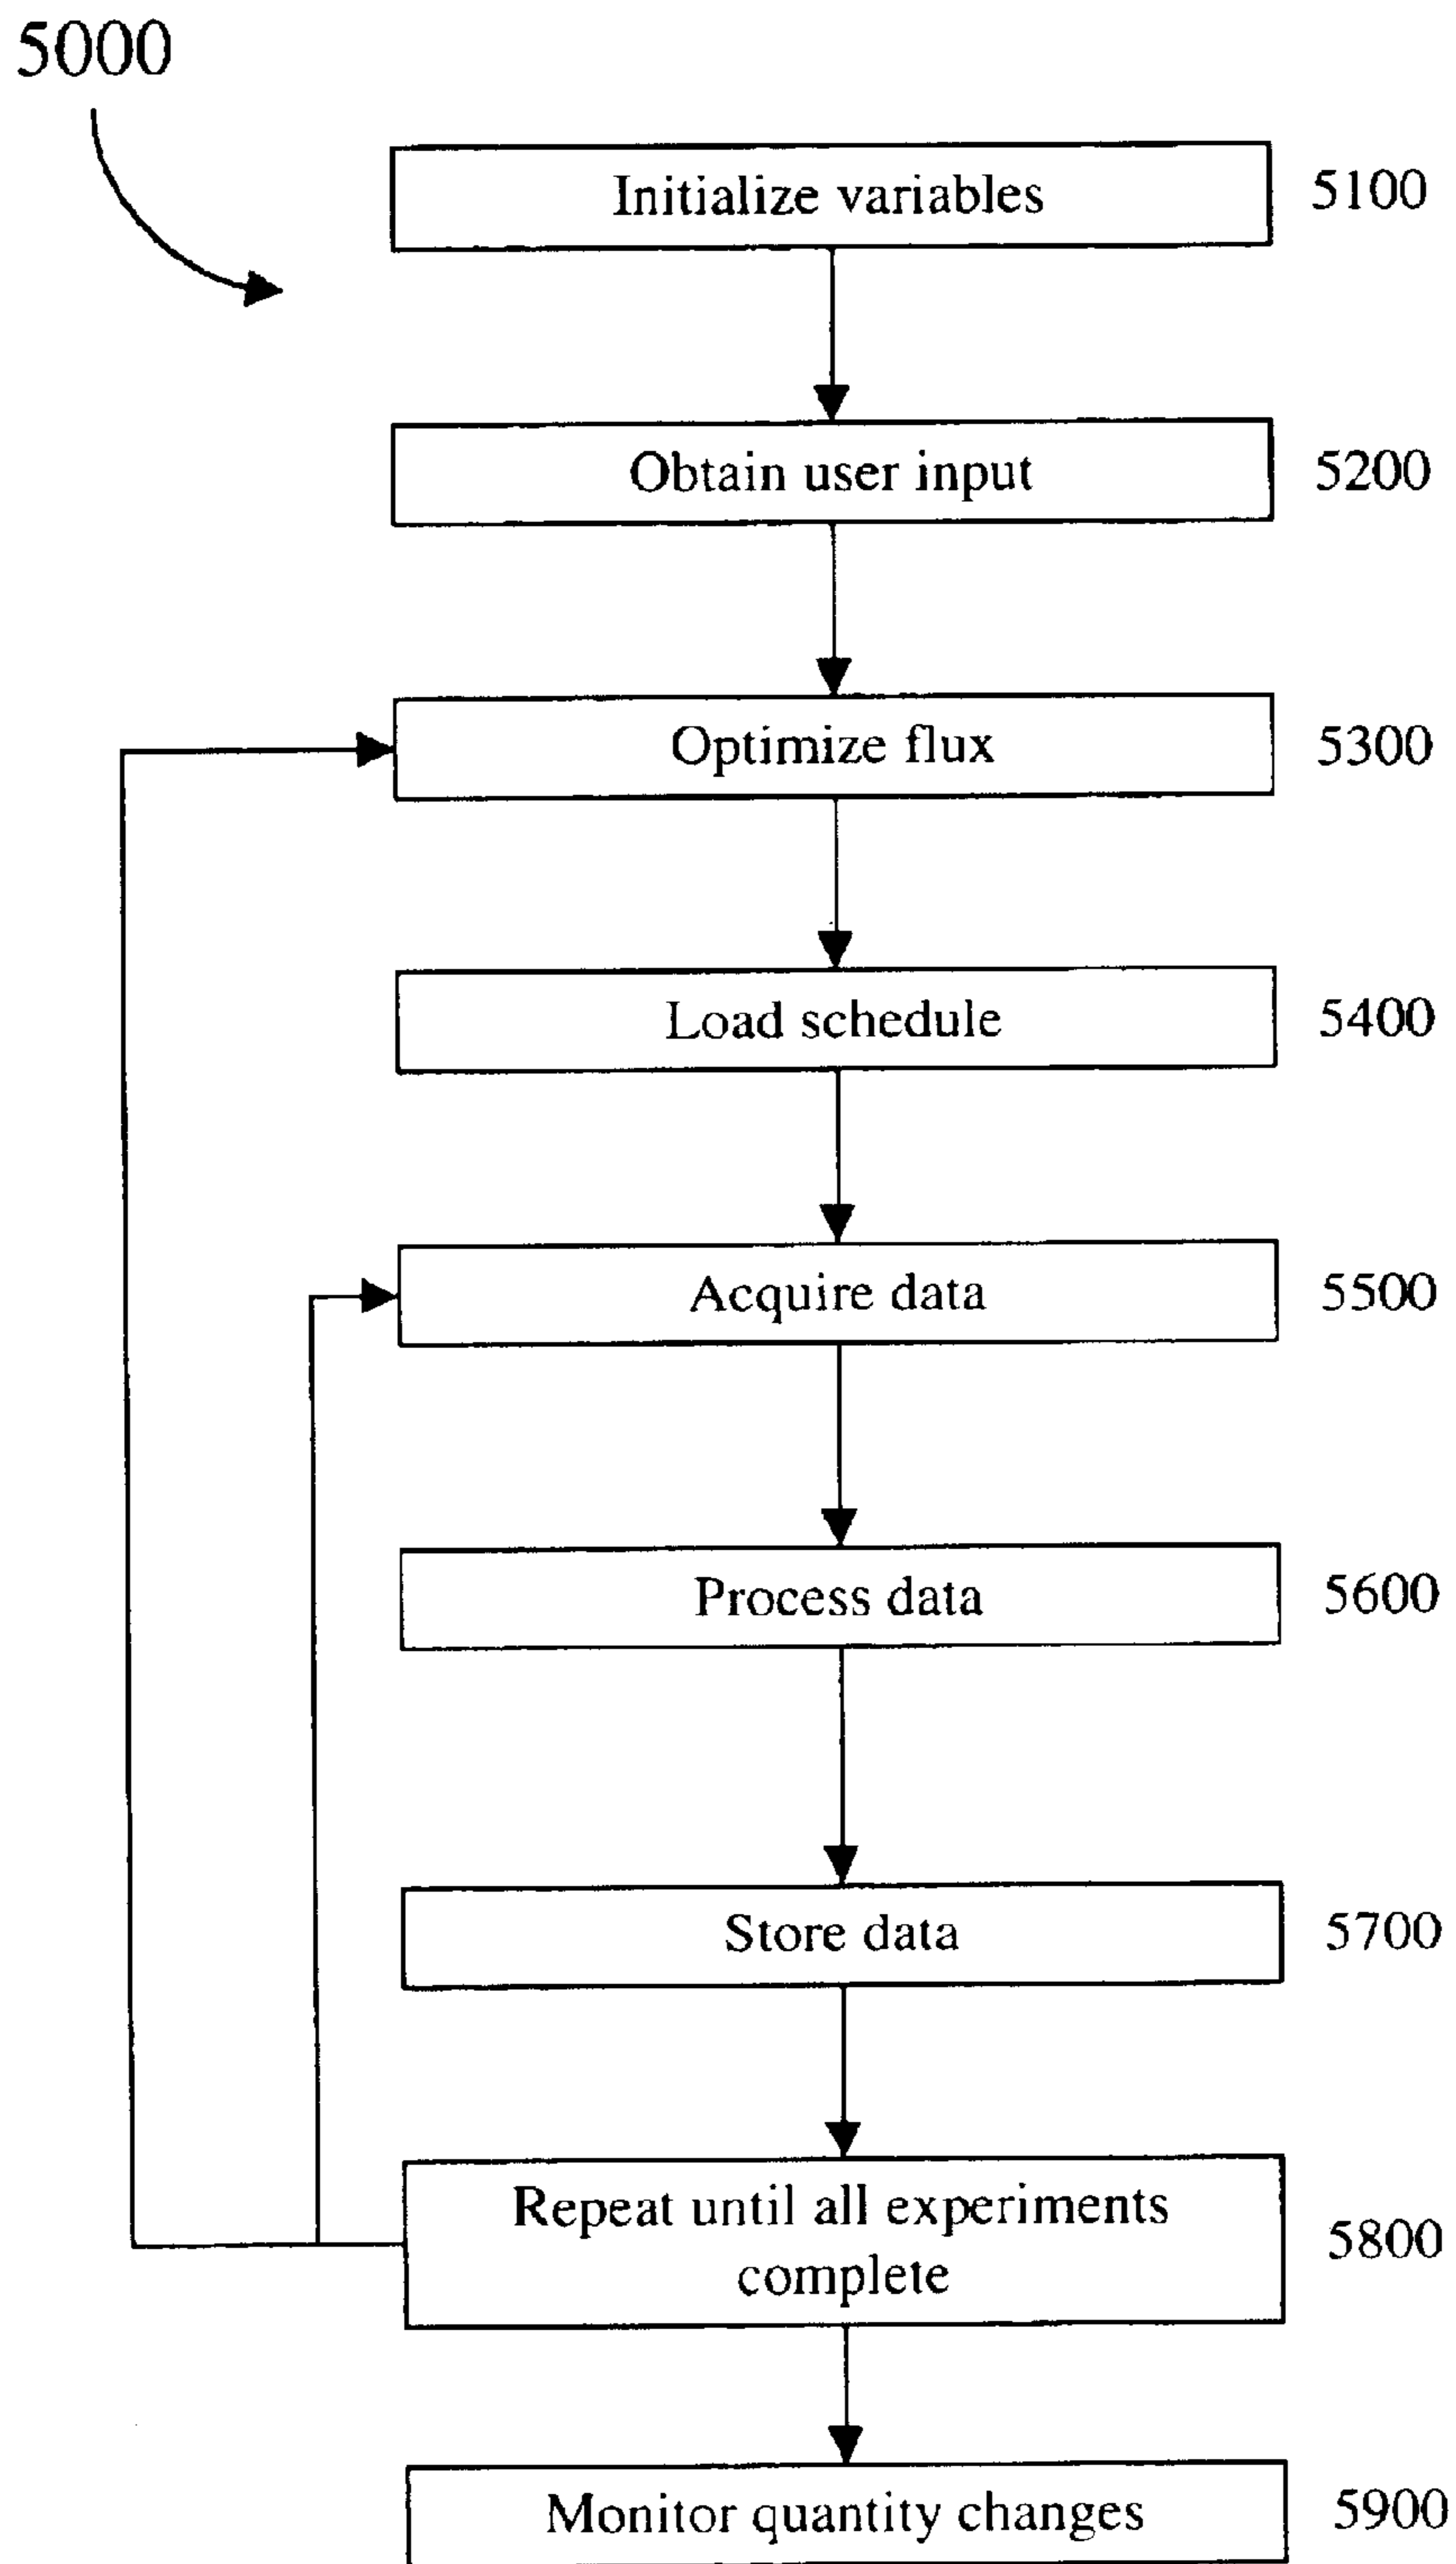 5000
Initialize variables 5100
Obtain user input 5200
Optimize flux 5300
Load schedule 5400
Acquire data 5500
Process data 5600
Store data 5700
Repeat until all experiments
complete 5800
Monitor quantity changes 5900